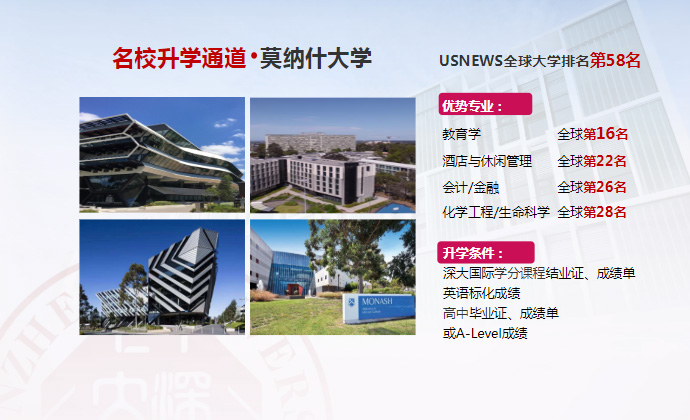 名校升学通道·莫纳什大学
USNEWS全球大学排名第58名
优势专业：
教育学 全球第16名
酒店与休闲管理 全球第22名
会计/金融 全球第26名
化学工程/生命科学 全球第28名
升学条件：
深大国际学分课程结业证、成绩单
英语标化成绩
高中毕业证、成绩单
或A-Level成绩
MONASH